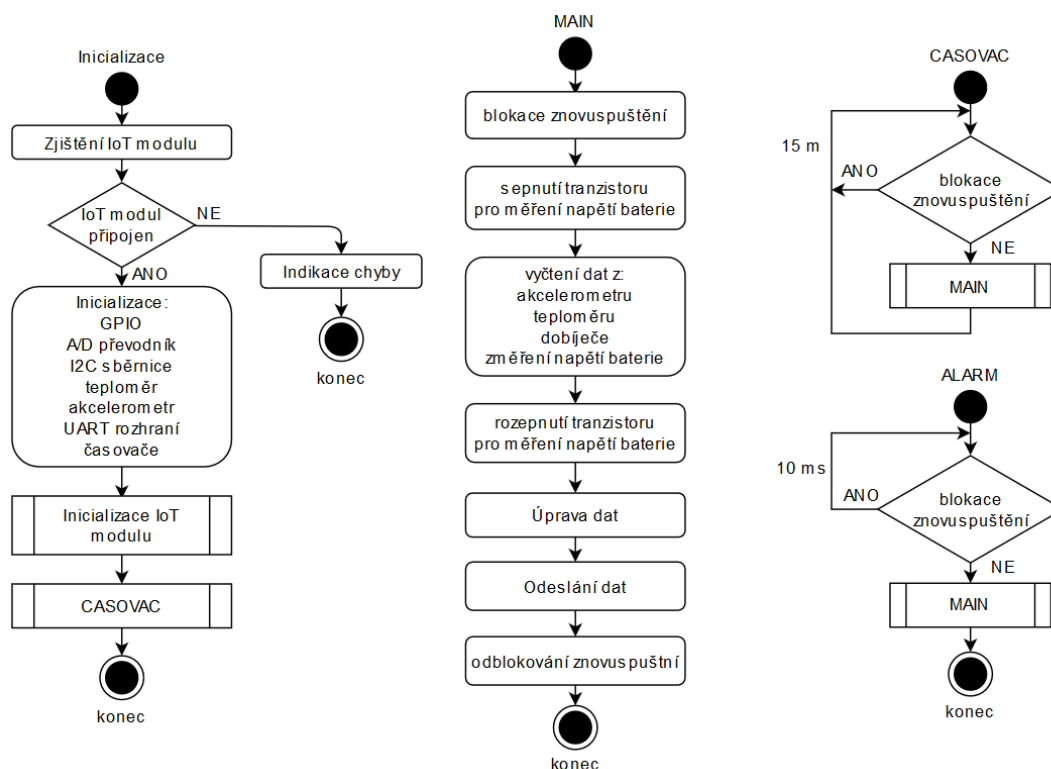 Inicializace
Zjištění IoT modulu
IoT modul
připojen
NE
ANO
Indikace chyby
konec
Inicializace:
GPIO
A/D převodník
I2C sběrnice
teploměr
akcelerometr
UART rozhraní
časovače
Inicializace IoT
modulu
CASOVAC
konec
MAIN
blokace znovuspuštění
sepnutí tranzistoru
pro měření napětí baterie
vyčtení dat z:
akcelerometru
teploměru
dobíječe
změření napětí baterie
rozepnutí tranzistoru
pro měření napětí baterie
Úprava dat
Odeslání dat
odblokování znovuspuštní
konec
CASOVAC
15 m
ANO
blokace
znovuspuštění
NE
MAIN
ALARM
10 ms
ANO
blokace
znovuspuštění
NE
MAIN
konec